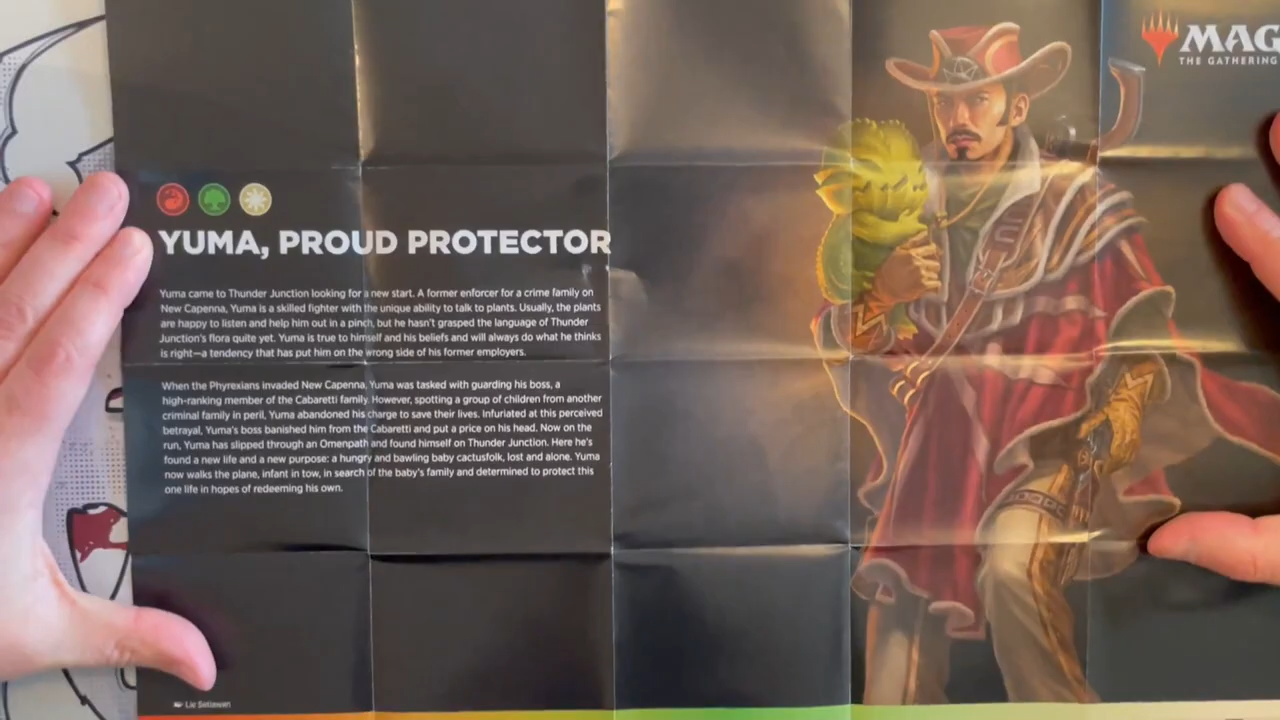 MAG
THE GATHERING
YUMA, PROUD PROTECTOR
Yuma came to Thunder Junction looking for a new start. A former enforcer for a crime family on
New Capenna, Yuma is a skilled fighter with the unique ability to talk to plants. Usually, the plants
are happy to listen and help him out in a pinch, but he hasn't grasped the language of Thunder
Junction's flora quite yet. Yuma is true to himself and his beliefs and will always do what he thinks
is right—a tendency that has put him on the wrong side of his former employers.
When the Phyrexians invaded New Capenna, Yuma was tasked with guarding his boss, a
high-ranking member of the Cabaretti family. However, spotting a group of children from another
criminal family in peril, Yuma abandoned his charge to save their lives. Infuriated at this perceived
betrayal, Yuma's boss banished him from the Cabaretti and put a price on his head. Now on the
run, Yuma has slipped through an Omenpath and found himself on Thunder Junction. Here he's
found a new life and a new purpose: a hungry and bawling baby cactusfolk, lost and alone. Yuma
now walks the plane, infant in tow, in search of the baby's family and determined to protect this
one life in hopes of redeeming his own.
Lie Setiawan